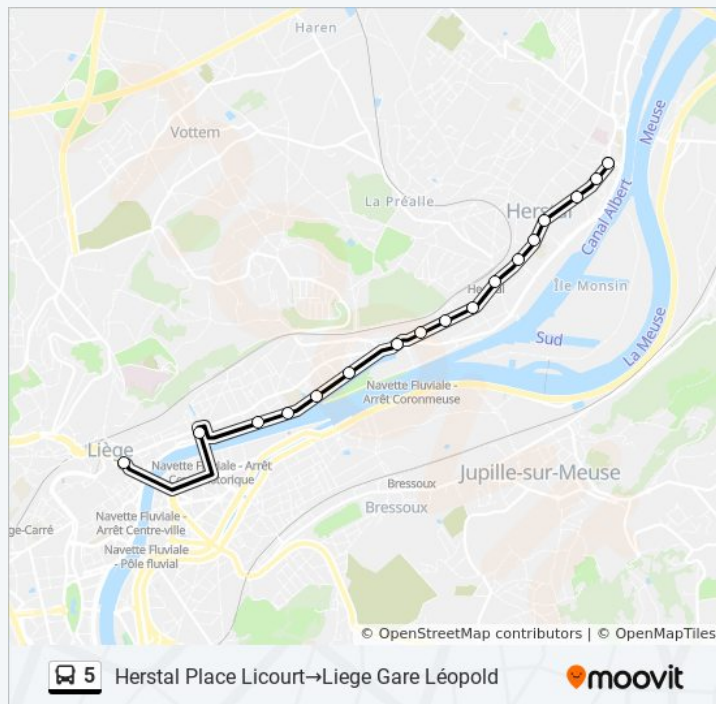 Haren
Vottem
Meuse
La Préalle
Herstal
Canal Albert
Île Monsin
Sud
La Meuse
Navette Fluviale -
Arrêt Coronmeuse
Liège
Navette Fluviale - Arrêt
Jupille-sur-Meuse
Bressoux
Bressoux
Navette Fluviale -
Arrêt Centre-ville
ge-Carré
Navette Fluviale
- Pôle fluvial
© OpenStreetMap contributors | © OpenMapTiles
5 Herstal Place Licourt→Liege Gare Léopold
moovit